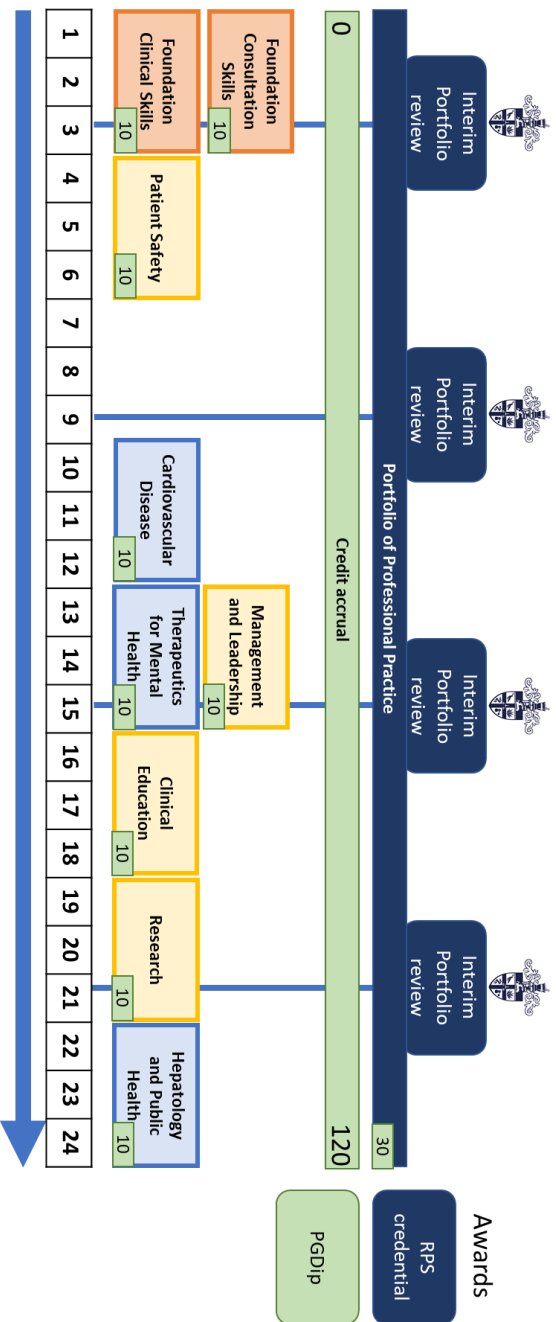 Interim
Portfolio
review
Interim
Portfolio
review
Interim
Portfolio
review
Interim
Portfolio
review
Awards
Portfolio of Professional Practice
30
RPS
credential
0
Credit accrual
120
PGDip
Foundation
Consultation
Skills
10
Management
and Leadership
10
Foundation
Clinical Skills
10
Patient Safety
10
Cardiovascular
Disease
10
Therapeutics
for Mental
Health
10
Clinical
Education
10
Research
10
Hepatology
and Public
Health
10
1 2 3 4 5 6 7 8 9 10 11 12 13 14 15 16 17 18 19 20 21 22 23 24